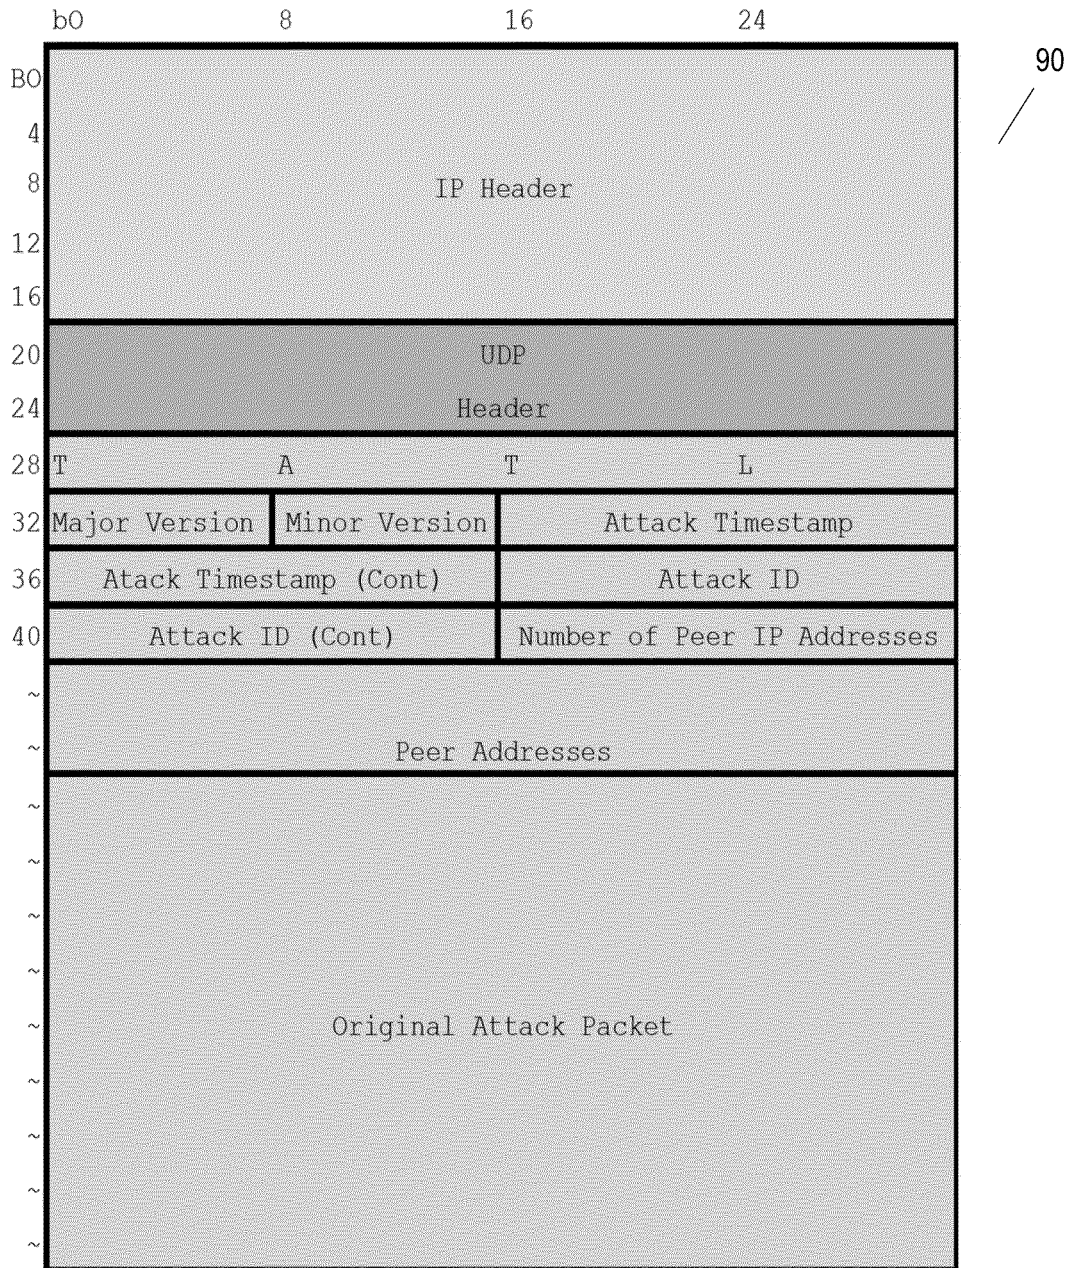 bO 8 16 24
90
BO
4
8 IP Header
12
16
20 UDP
24 Header
28 T A T L
32 Major Version Minor Version Attack Timestamp
36 Atack Timestamp (Cont) Attack ID
40 Attack ID (Cont) Number of Peer IP Addresses
~
~ Peer Addresses
~
~
~
~
~ Original Attack Packet
~
~
~
~